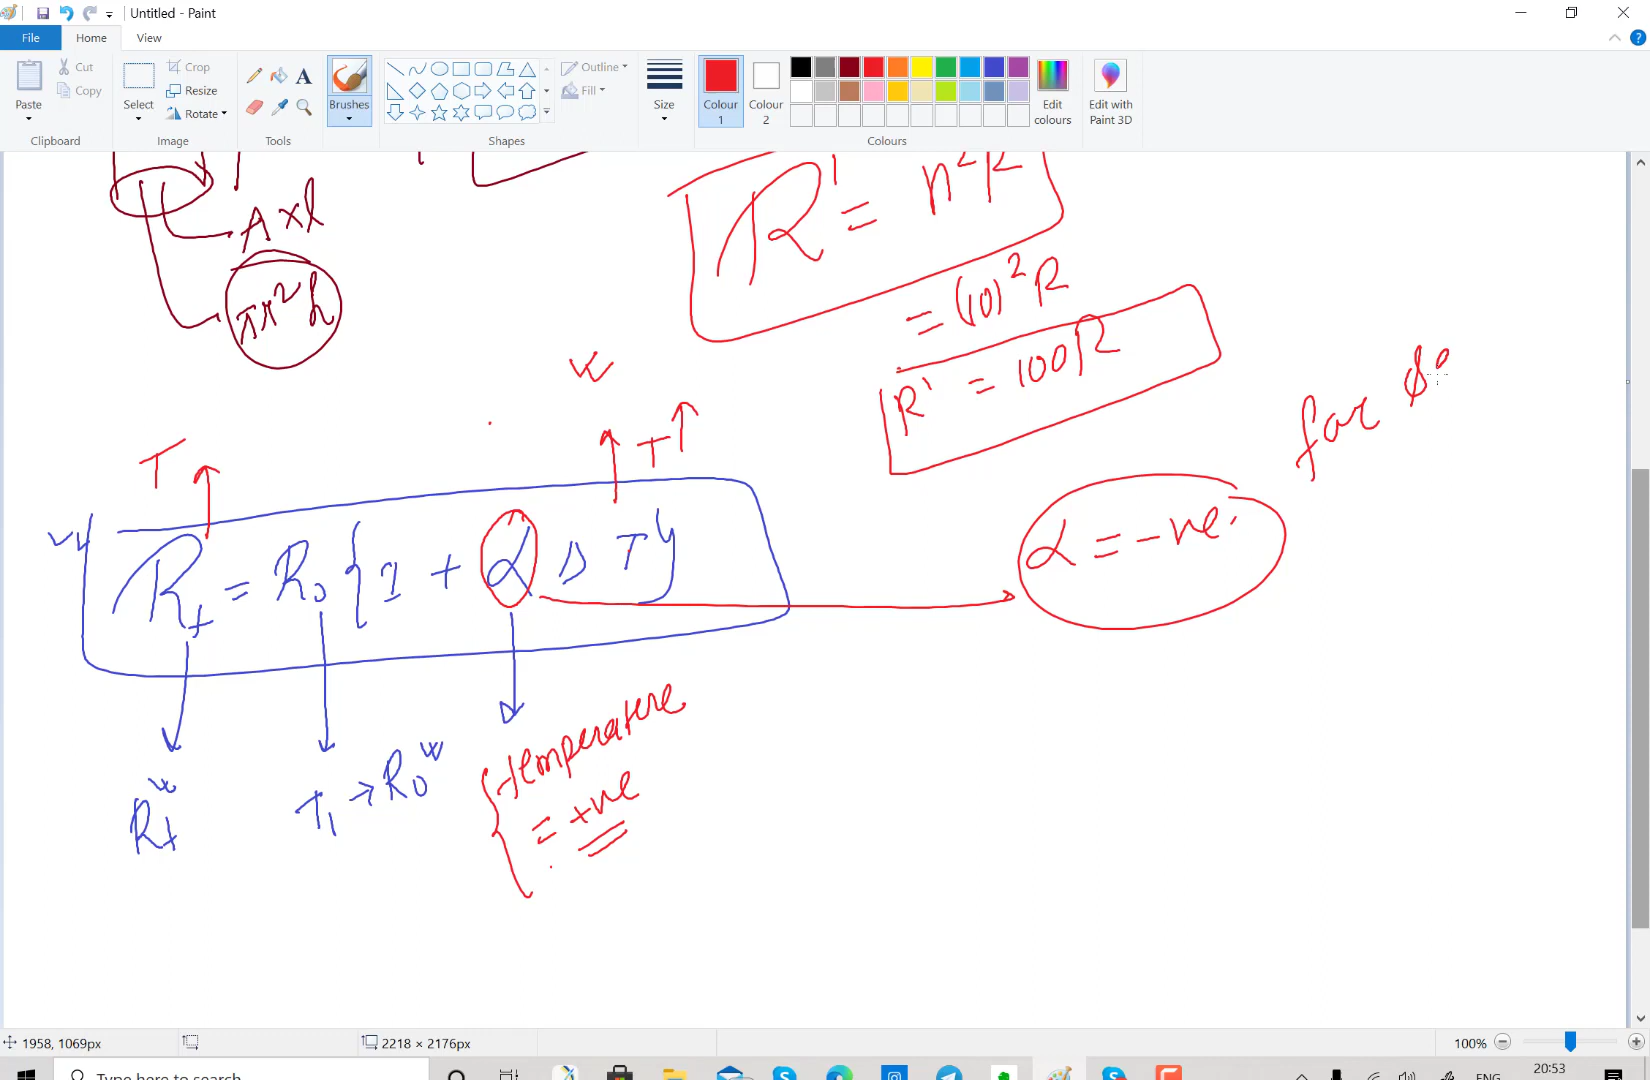 Untitled - Paint
File
Home
View
Paste
Cut
Copy
Clipboard
Select
Crop
Resize
Rotate
Image
Tools
Brushes
Shapes
Outline
Fill
Size
Colour 1
Colour 2
Edit colours
Edit with Paint 3D
Colours
A x l
πr²h
R' = n²R
= (10)²R
R' = 100R
T
T
for
Rt = R₀ { 1 + α Δ T }
α = -ve
Rt
T₁ → R₀
temperature
= +ve
1958, 1069px
2218 × 2176px
100%
Type here to search
ENG
20:53